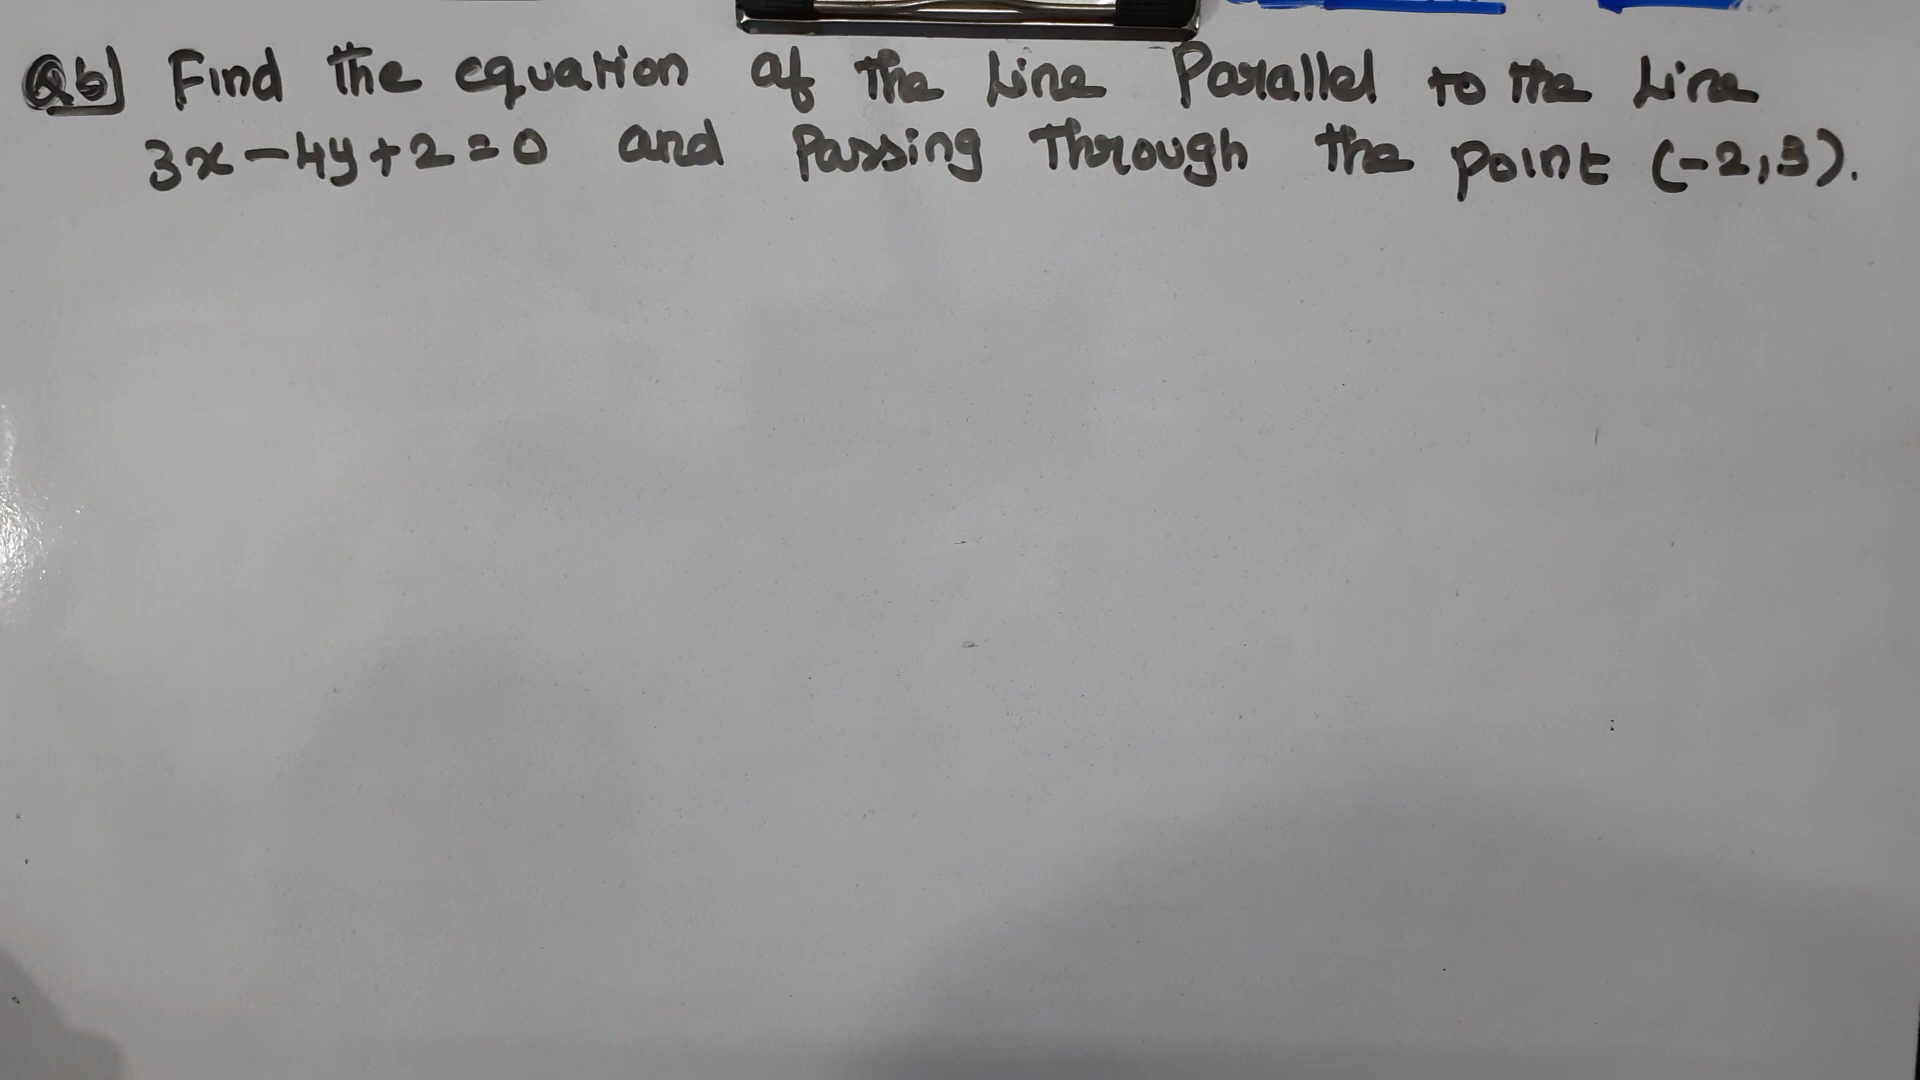 Q5) Find the equation of the Line Parallel to the Line
3x-4y+2=0 and Passing Through the point (-2,3).